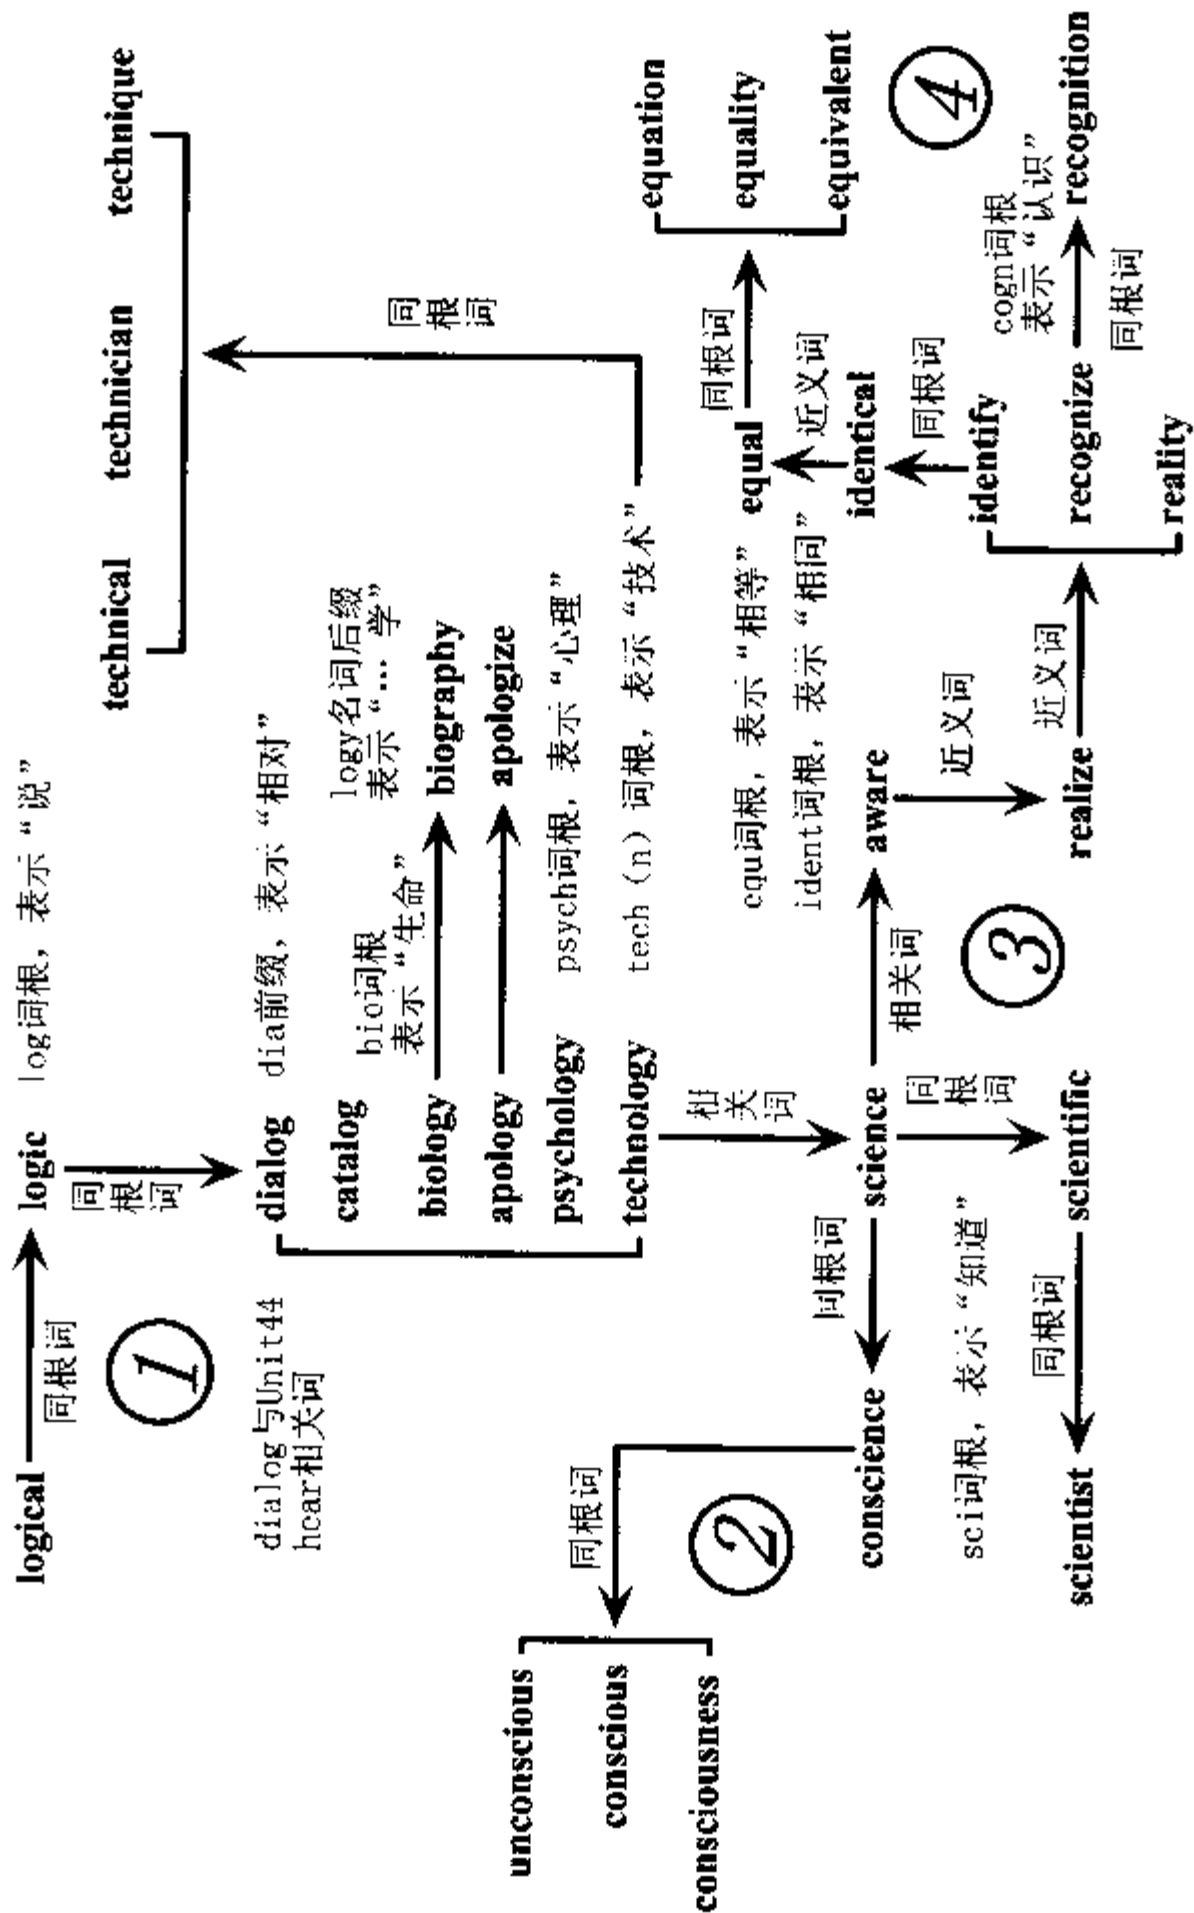 logical
同根词
logic
log词根，表示“说”
①
同根词
technical
technician
technique
dialog与Unit44
hear相关词
dialog
dia前缀，表示“相对”
catalog
bio词根
表示“生命”
logy名词后缀
表示“…学”
biology
biography
apology
apologize
psychology
psych词根，表示“心理”
technology
tech（n）词根，表示“技术”
同根词
unconscious
conscious
consciousness
同根词
②
相关词
equ词根，表示“相等”
ident词根，表示“相同”
equal
同根词
equation
equality
equivalent
近义词
identical
④
conscience
同根词
science
相关词
aware
同根词
identify
sci词根，表示“知道”
同根词
③
近义词
cogn词根
表示“认识”
scientist
同根词
scientific
realize
近义词
recognize
同根词
recognition
reality